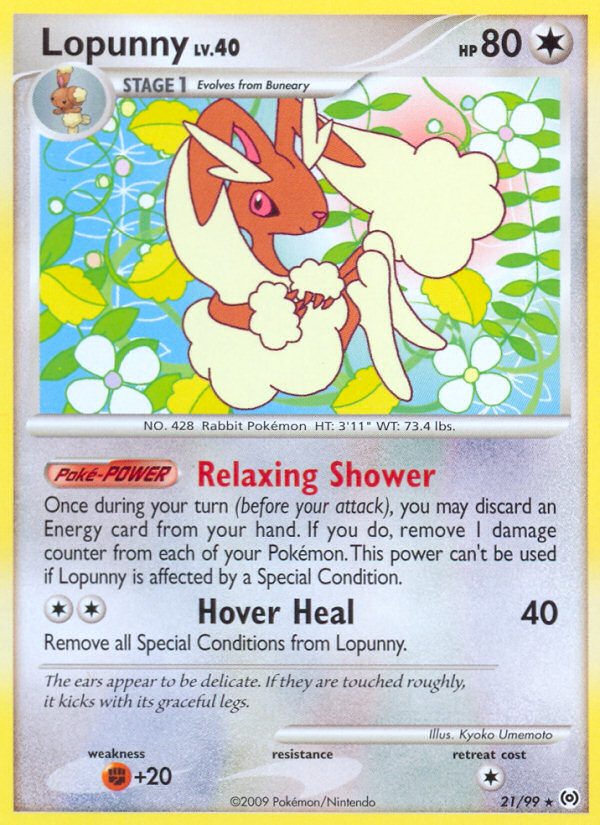 Lopunny LV.40 HP 80
STAGE 1 Evolves from Buneary
NO. 428 Rabbit Pokémon HT: 3'11" WT: 73.4 lbs.
Poké-POWER Relaxing Shower
Once during your turn (before your attack), you may discard an
Energy card from your hand. If you do, remove 1 damage
counter from each of your Pokémon. This power can't be used
if Lopunny is affected by a Special Condition.
Hover Heal 40
Remove all Special Conditions from Lopunny.
The ears appear to be delicate. If they are touched roughly,
it kicks with its graceful legs.
Illus. Kyoko Umemoto
weakness resistance retreat cost
+20
©2009 Pokémon/Nintendo 21/99 ★